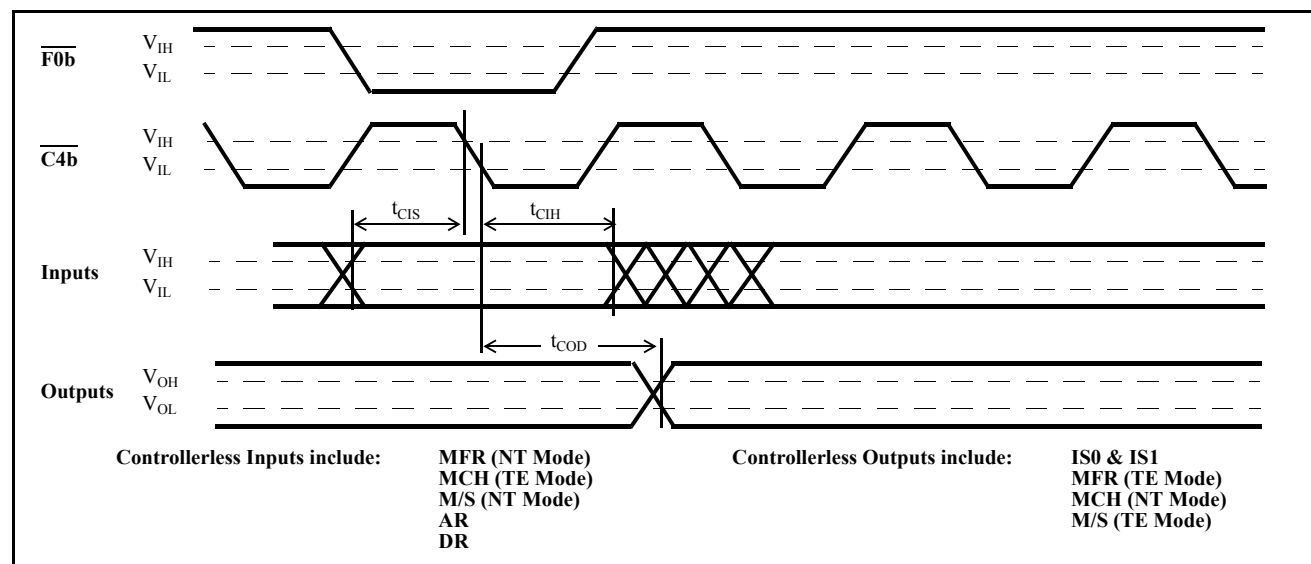 F0b
V_IH
V_IL
C4b
V_IH
V_IL
t_CIS
t_CIH
Inputs
V_IH
V_IL
t_COD
Outputs
V_OH
V_OL
Controllerless Inputs include: MFR (NT Mode) Controllerless Outputs include: IS0 & IS1
MCH (TE Mode) MFR (TE Mode)
M/S (NT Mode) MCH (NT Mode)
AR M/S (TE Mode)
DR